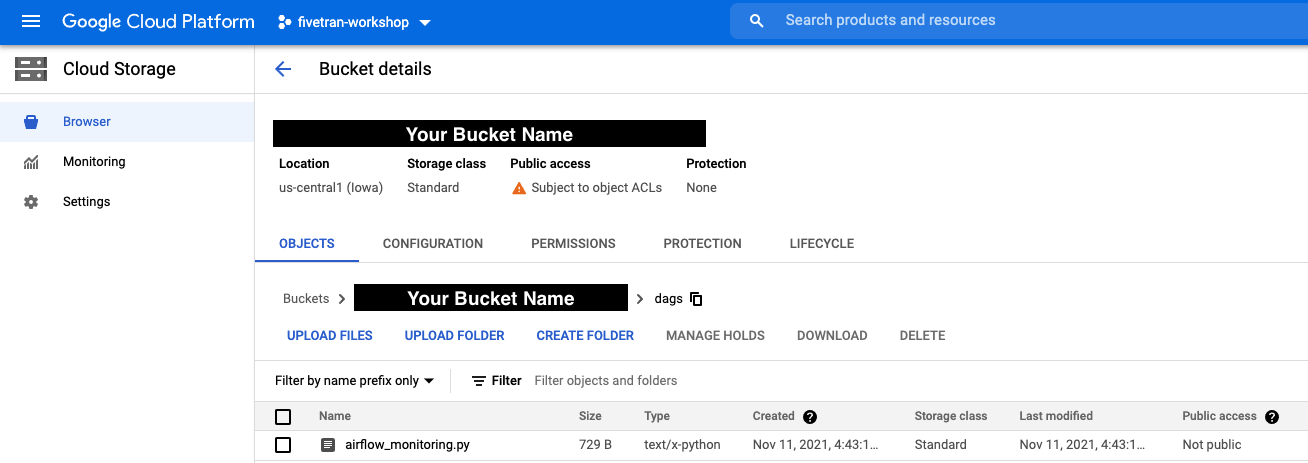 Google Cloud Platform fivetran-workshop Search products and resources
Cloud Storage Bucket details
Browser
Monitoring
Settings
Your Bucket Name
Location Storage class Public access Protection
us-central1 (Iowa) Standard Subject to object ACLs None
OBJECTS CONFIGURATION PERMISSIONS PROTECTION LIFECYCLE
Buckets > Your Bucket Name > dags
UPLOAD FILES UPLOAD FOLDER CREATE FOLDER MANAGE HOLDS DOWNLOAD DELETE
Filter by name prefix only Filter Filter objects and folders
Name Size Type Created ? Storage class Last modified Public access ?
airflow_monitoring.py 729 B text/x-python Nov 11, 2021, 4:43:1... Standard Nov 11, 2021, 4:43:1... Not public